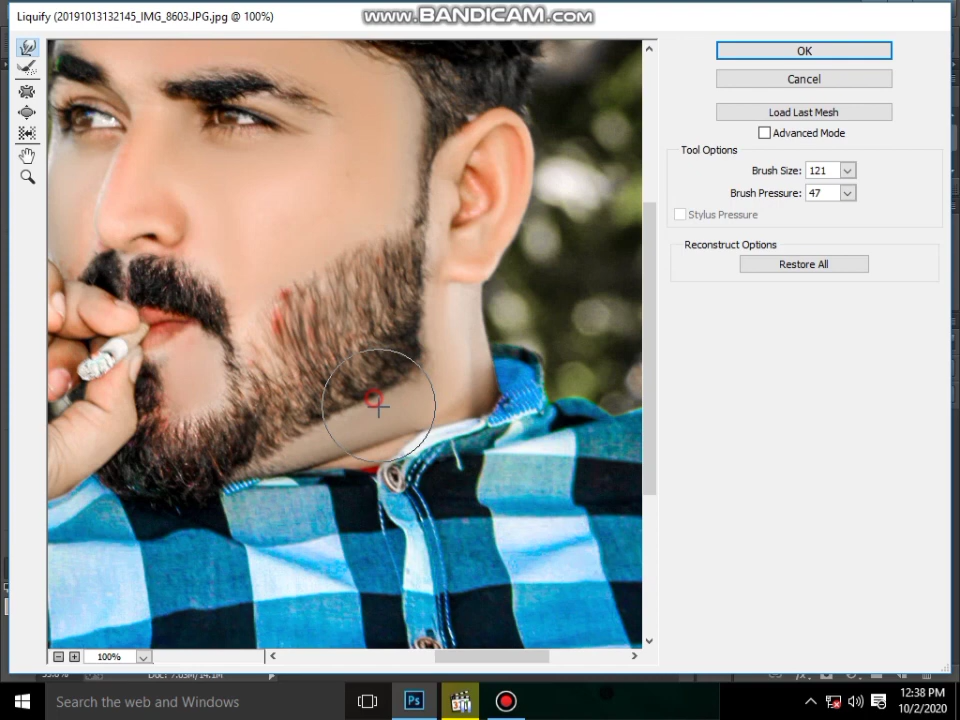 Liquify (20191013132145_IMG_8603.JPG.jpg @ 100%)
www.BANDICAM.com
OK
Cancel
Load Last Mesh
Advanced Mode
Tool Options
Brush Size: 121
Brush Pressure: 47
Stylus Pressure
Reconstruct Options
Restore All
100%
Ps
Search the web and Windows
12:38 PM
10/2/2020